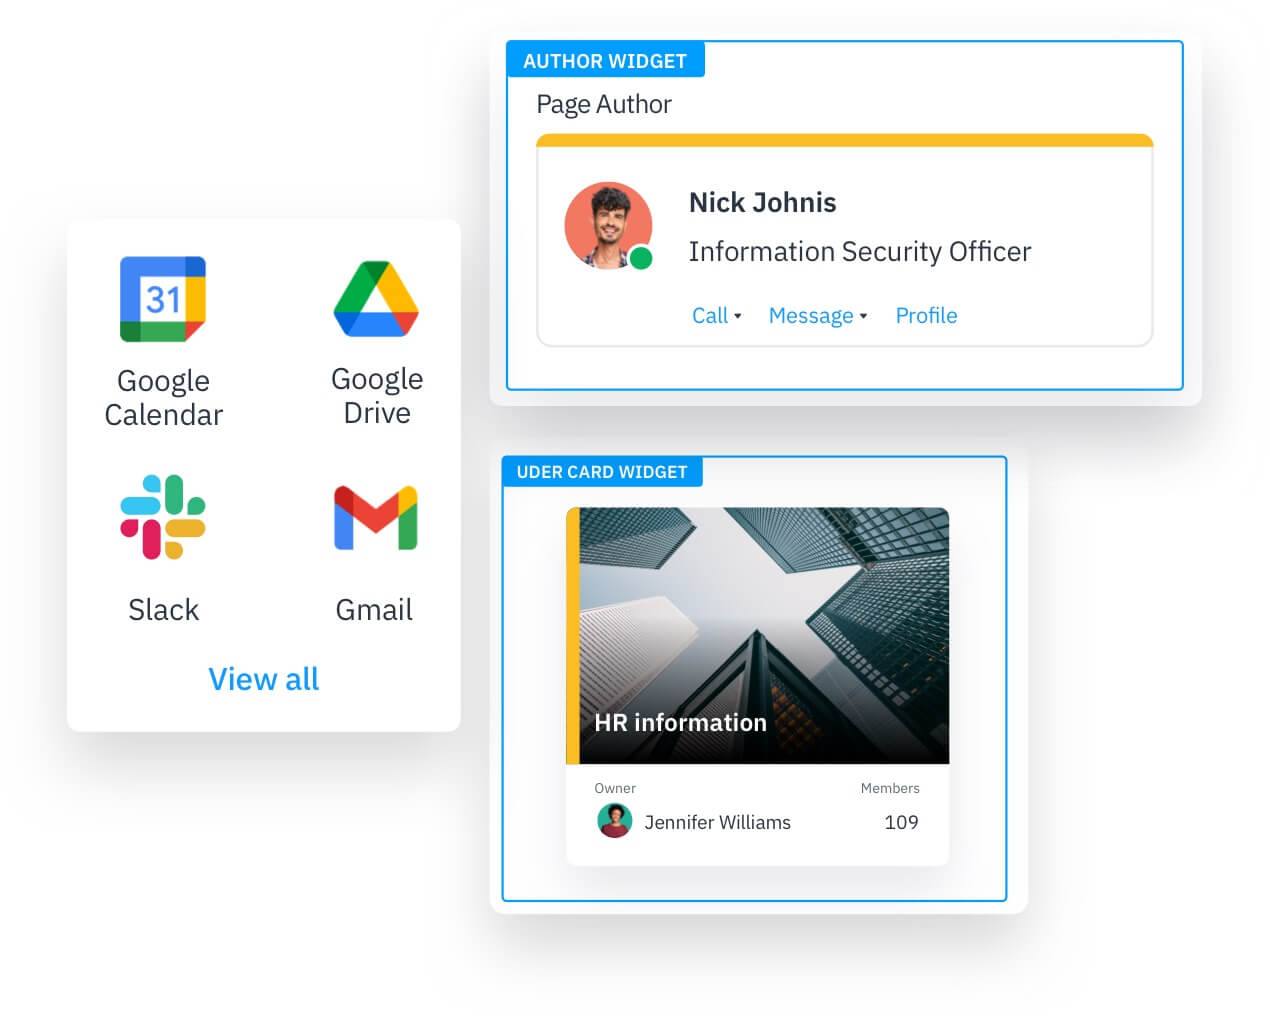 AUTHOR WIDGET
Page Author
Nick Johnis
Information Security Officer
Call Message Profile
31
Google
Calendar
Google
Drive
Slack
Gmail
View all
UDER CARD WIDGET
HR information
Owner Members
Jennifer Williams 109